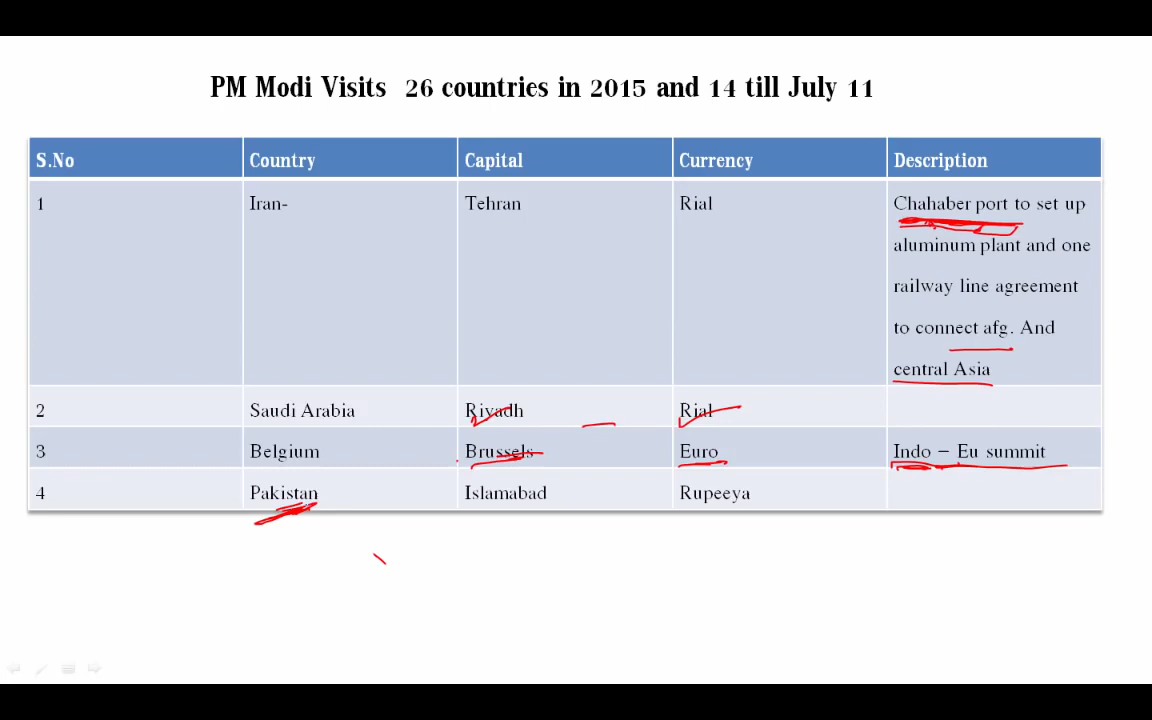 PM Modi Visits 26 countries in 2015 and 14 till July 11
S.No Country Capital Currency Description
1 Iran- Tehran Rial Chahaber port to set up
aluminum plant and one
railway line agreement
to connect afg. And
central Asia
2 Saudi Arabia Riyadh Rial
3 Belgium Brussels Euro Indo – Eu summit
4 Pakistan Islamabad Rupeeya